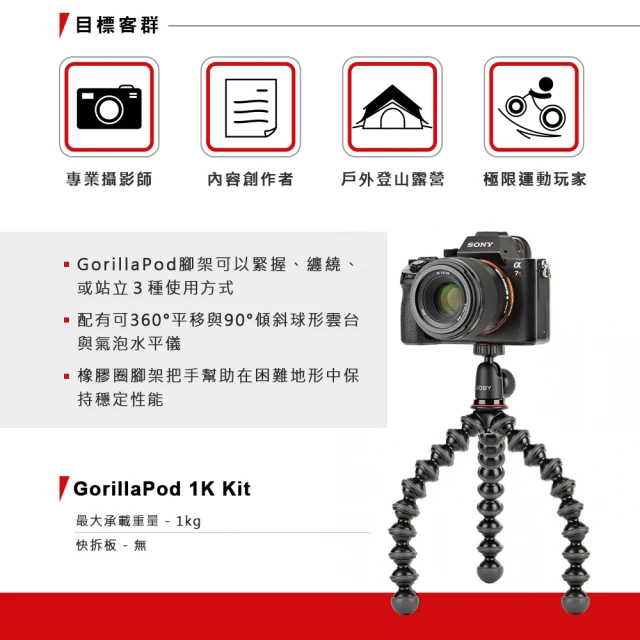 目標客群
專業攝影師
內容創作者
戶外登山露營
極限運動玩家
GorillaPod腳架可以緊握、纏繞、
或站立3種使用方式
配有可360°平移與90°傾斜球形雲台
與氣泡水平儀
橡膠圈腳架把手幫助在困難地形中保
持穩定性能
SONY
α
7R
JOBY
GorillaPod 1K Kit
最大承載重量 - 1kg
快拆板 - 無